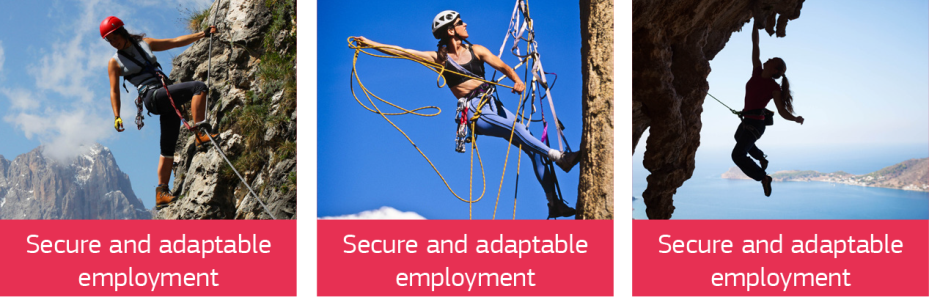 Secure and adaptable
employment
Secure and adaptable
employment
Secure and adaptable
employment